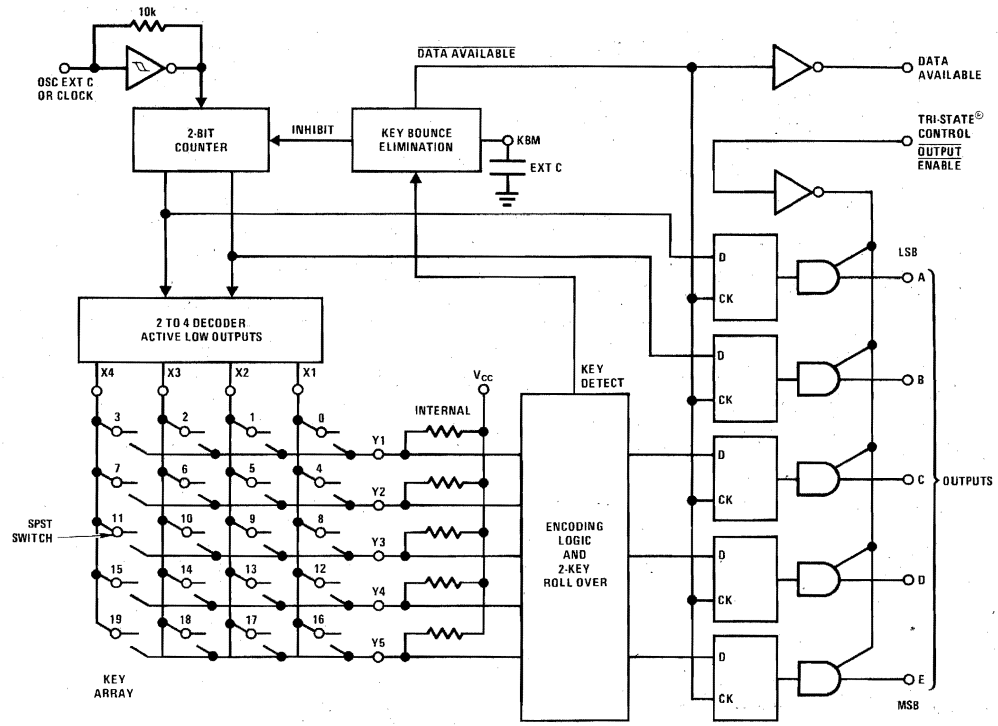 10k
OSC EXT C
OR CLOCK
DATA AVAILABLE
DATA
AVAILABLE
2-BIT
COUNTER
INHIBIT
KEY BOUNCE
ELIMINATION
KBM
EXT C
TRI-STATE®
CONTROL
OUTPUT
ENABLE
2 TO 4 DECODER
ACTIVE LOW OUTPUTS
X4 X3 X2 X1
VCC
KEY
DETECT
INTERNAL
3 2 1 0 Y1
7 6 5 4 Y2
11 10 9 8 Y3
15 14 13 12 Y4
19 18 17 16 Y5
SPST
SWITCH
KEY
ARRAY
ENCODING
LOGIC
AND
2-KEY
ROLL OVER
D
CK
LSB
A
D
CK
B
D
CK
C
OUTPUTS
D
CK
D
D
CK
E
MSB